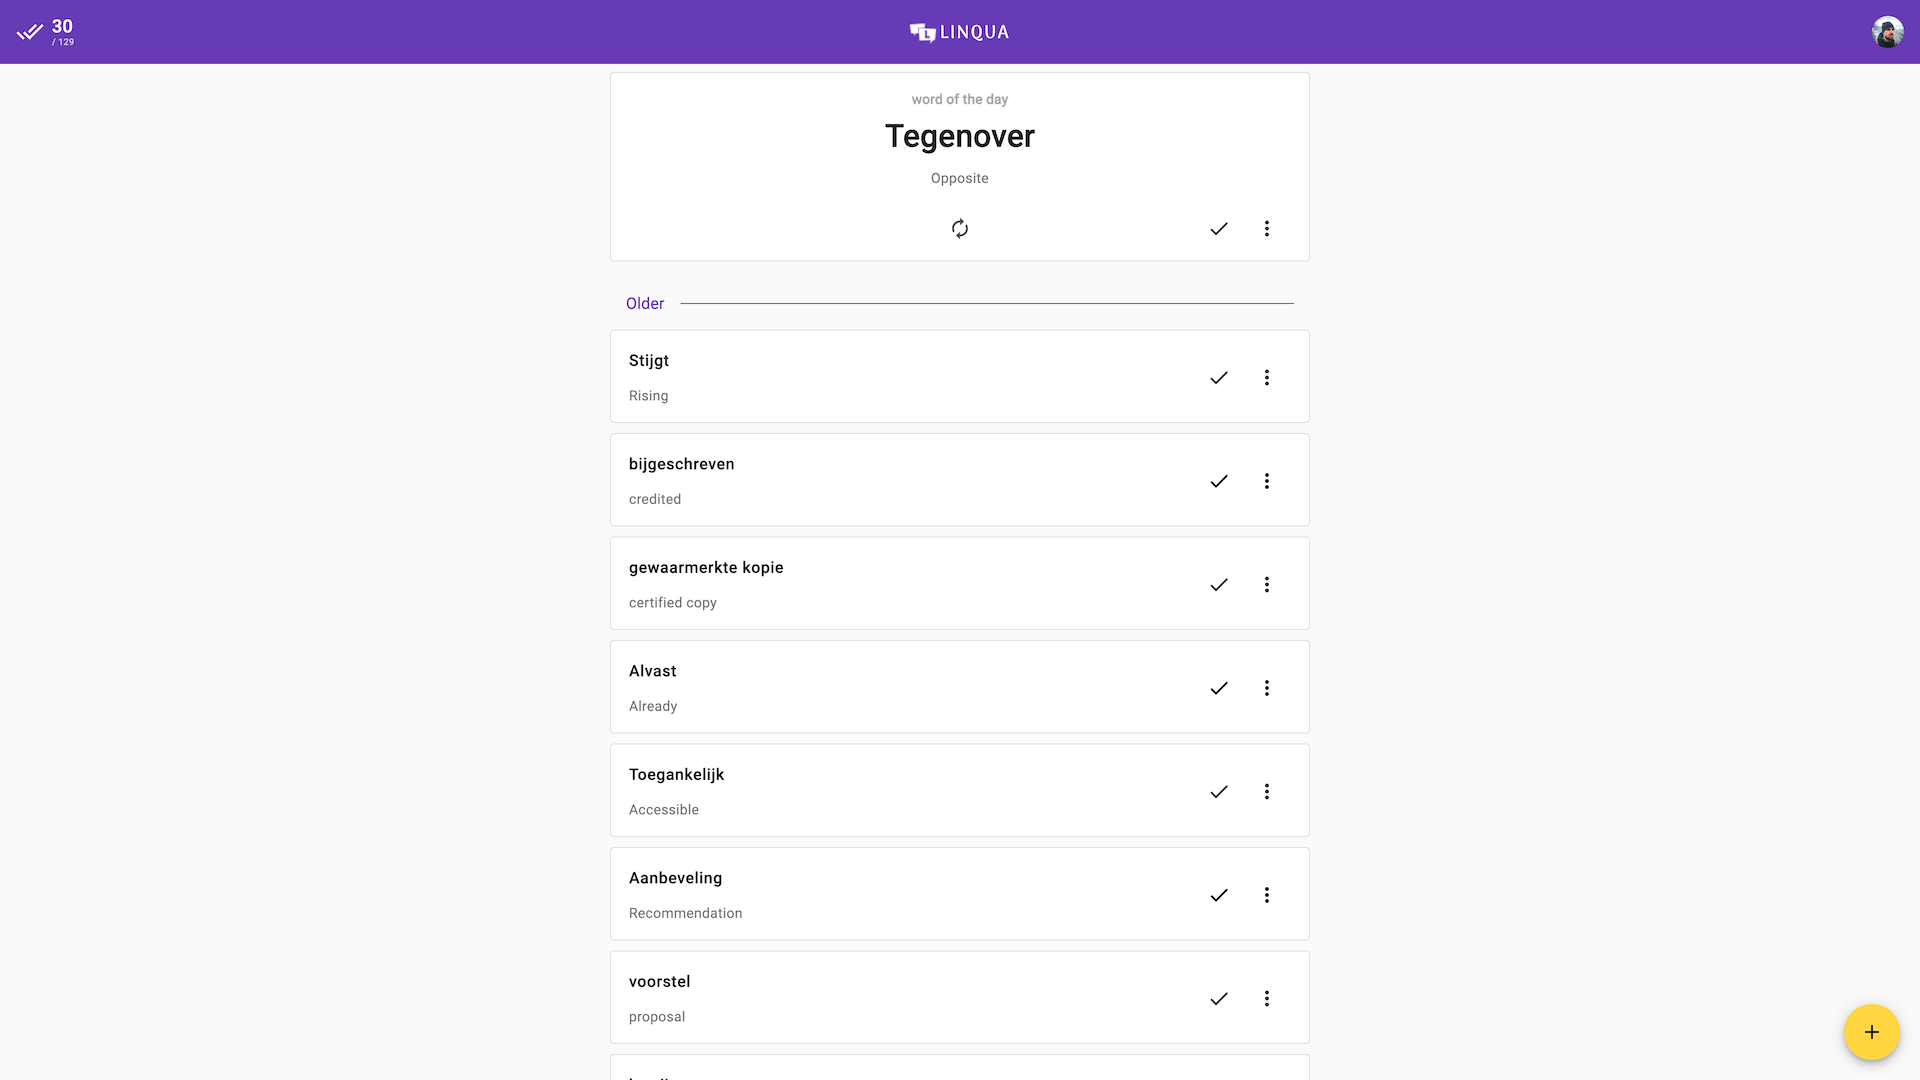 30
/ 129
LINQUA
word of the day
Tegenover
Opposite
Older
Stijgt
Rising
bijgeschreven
credited
gewaarmerkte kopie
certified copy
Alvast
Already
Toegankelijk
Accessible
Aanbeveling
Recommendation
voorstel
proposal